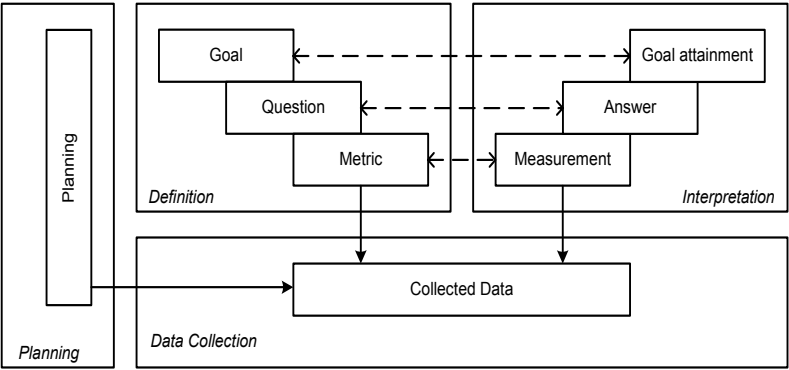 Planning
Planning
Goal
Question
Metric
Definition
Goal attainment
Answer
Measurement
Interpretation
Collected Data
Data Collection